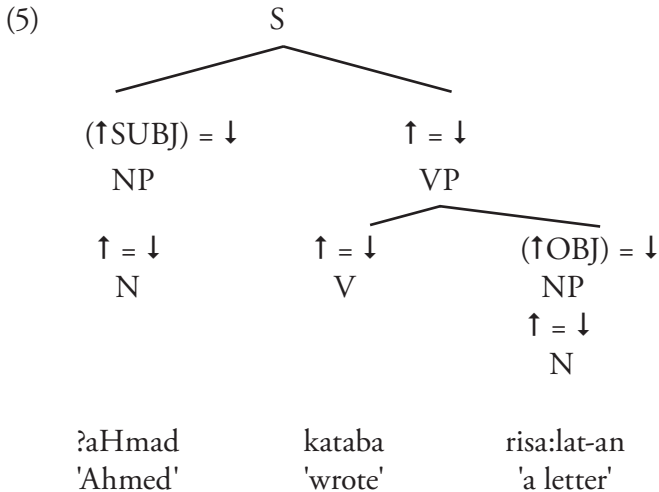 (5) S
(↑SUBJ) = ↓ ↑ = ↓
NP VP
↑ = ↓ ↑ = ↓ (↑OBJ) = ↓
N V NP
↑ = ↓
N
?aHmad kataba risa:lat-an
'Ahmed' 'wrote' 'a letter'